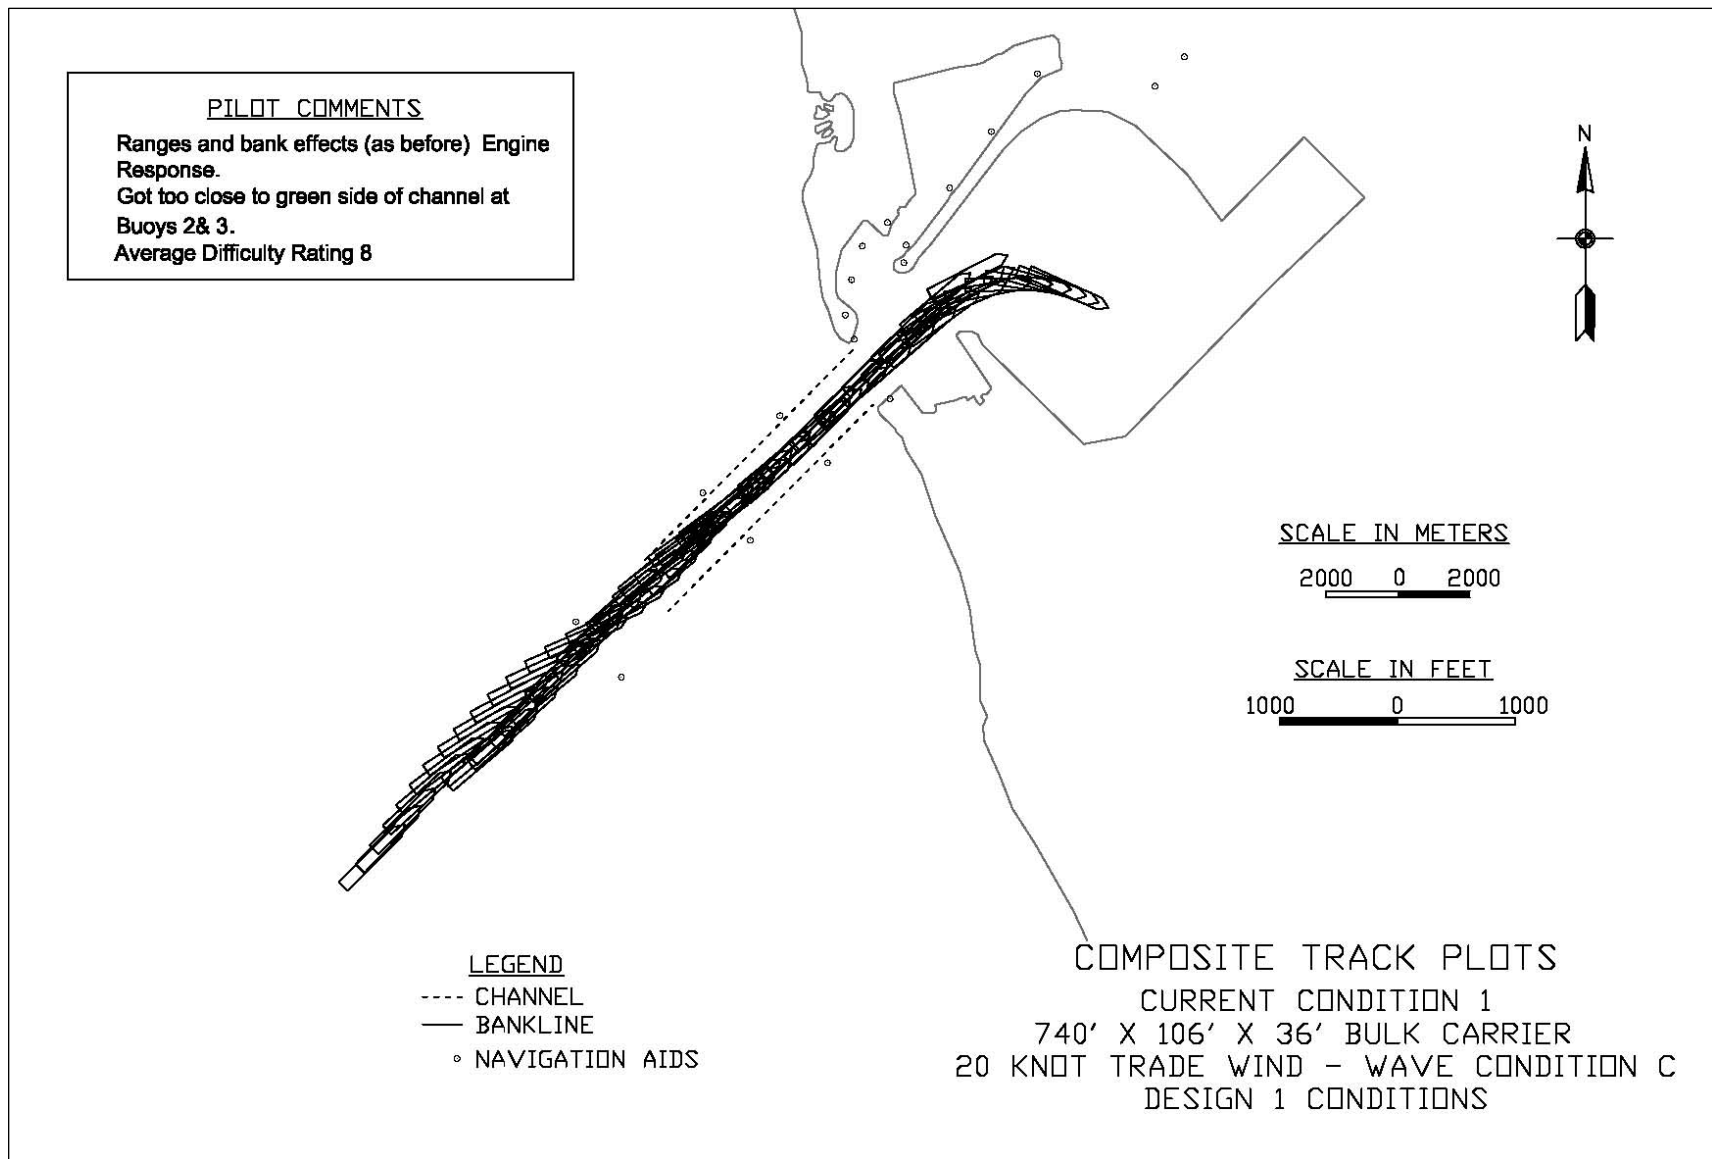 PILOT COMMENTS
Ranges and bank effects (as before) Engine
Response.
Got too close to green side of channel at
Buoys 2& 3.
Average Difficulty Rating 8
N
SCALE IN METERS
2000 0 2000
SCALE IN FEET
1000 0 1000
LEGEND
CHANNEL
BANKLINE
NAVIGATION AIDS
COMPOSITE TRACK PLOTS
CURRENT CONDITION 1
740' X 106' X 36' BULK CARRIER
20 KNOT TRADE WIND - WAVE CONDITION C
DESIGN 1 CONDITIONS